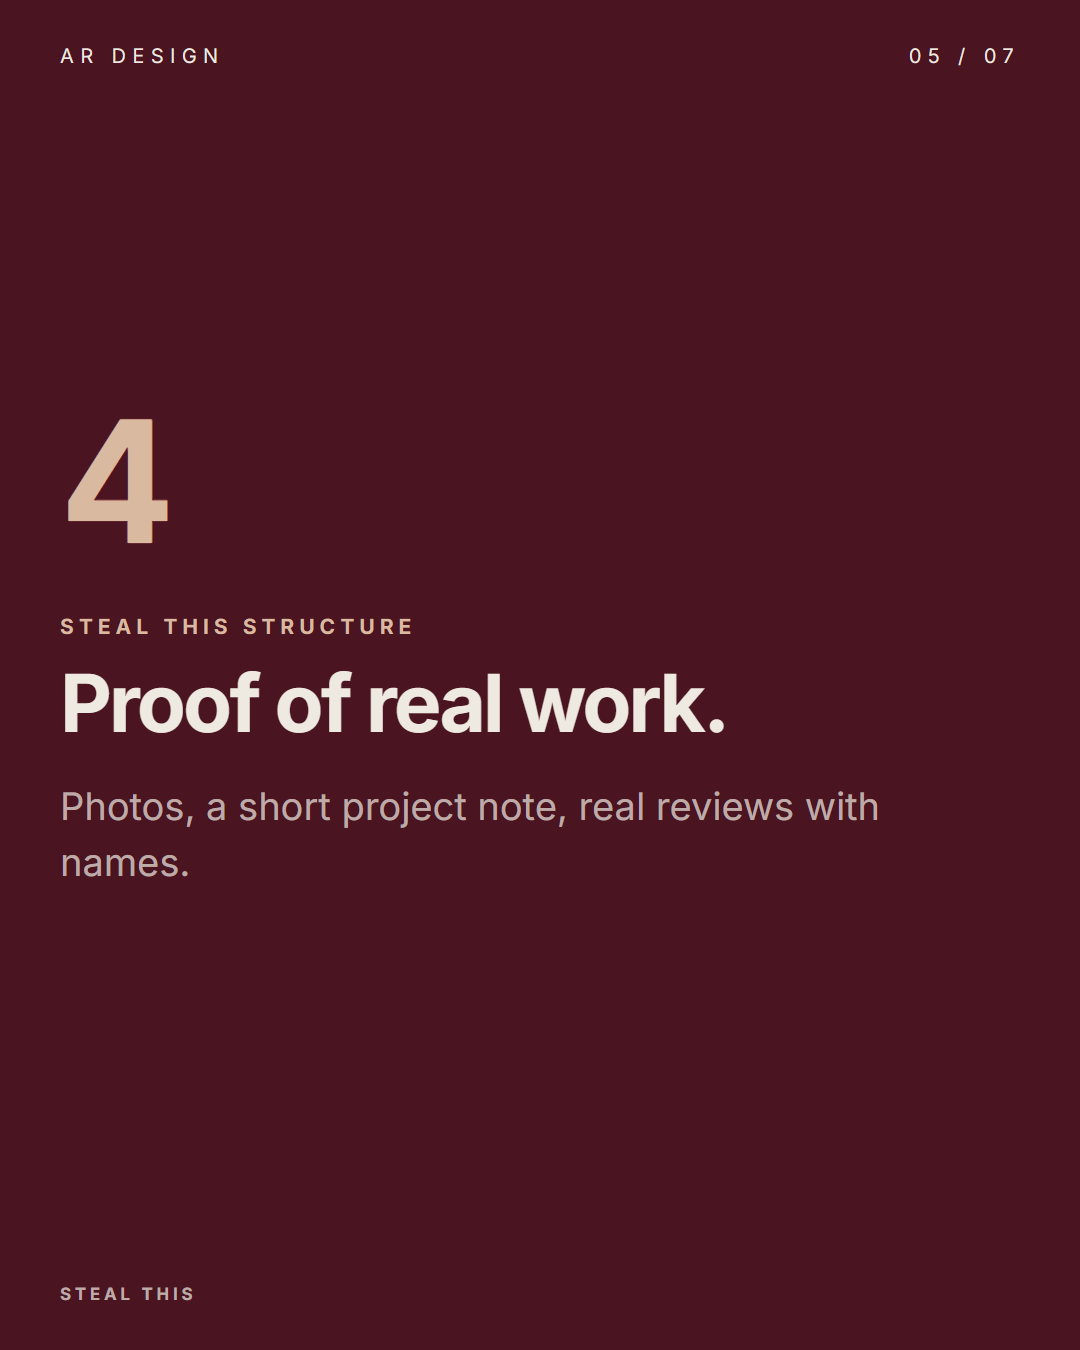 AR DESIGN
05 / 07
4
STEAL THIS STRUCTURE
Proof of real work.
Photos, a short project note, real reviews with
names.
STEAL THIS